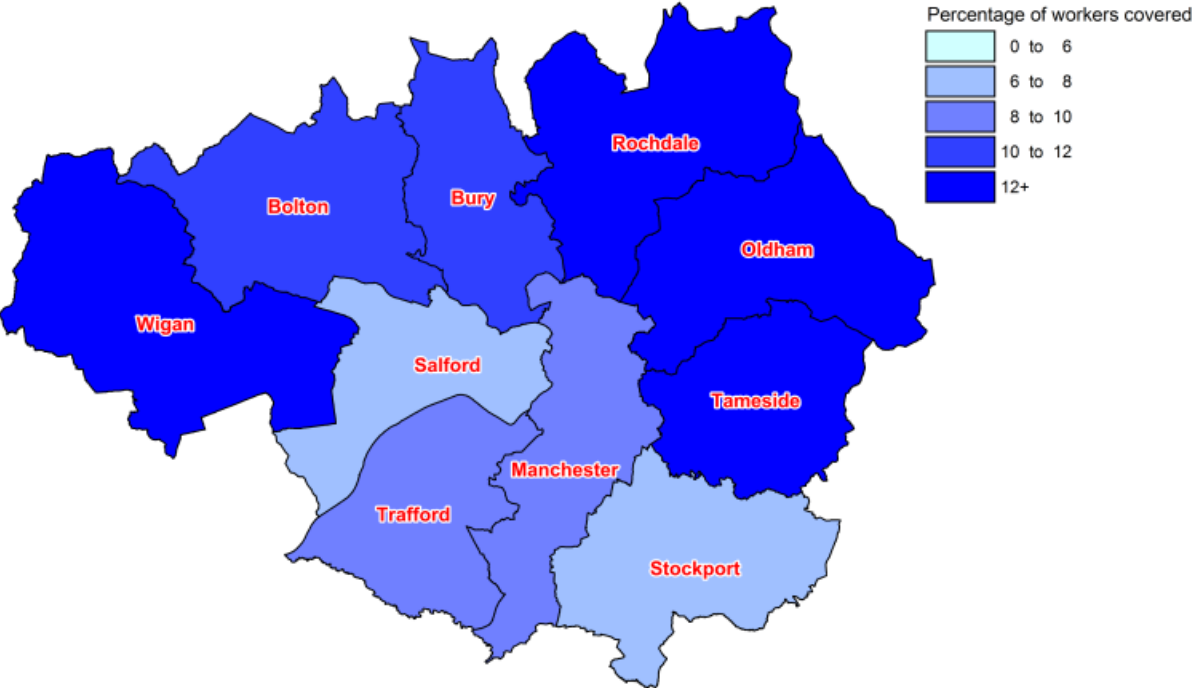 Percentage of workers covered
0 to 6
6 to 8
8 to 10
10 to 12
12+
Rochdale
Bury
Bolton
Oldham
Wigan
Salford
Tameside
Manchester
Trafford
Stockport